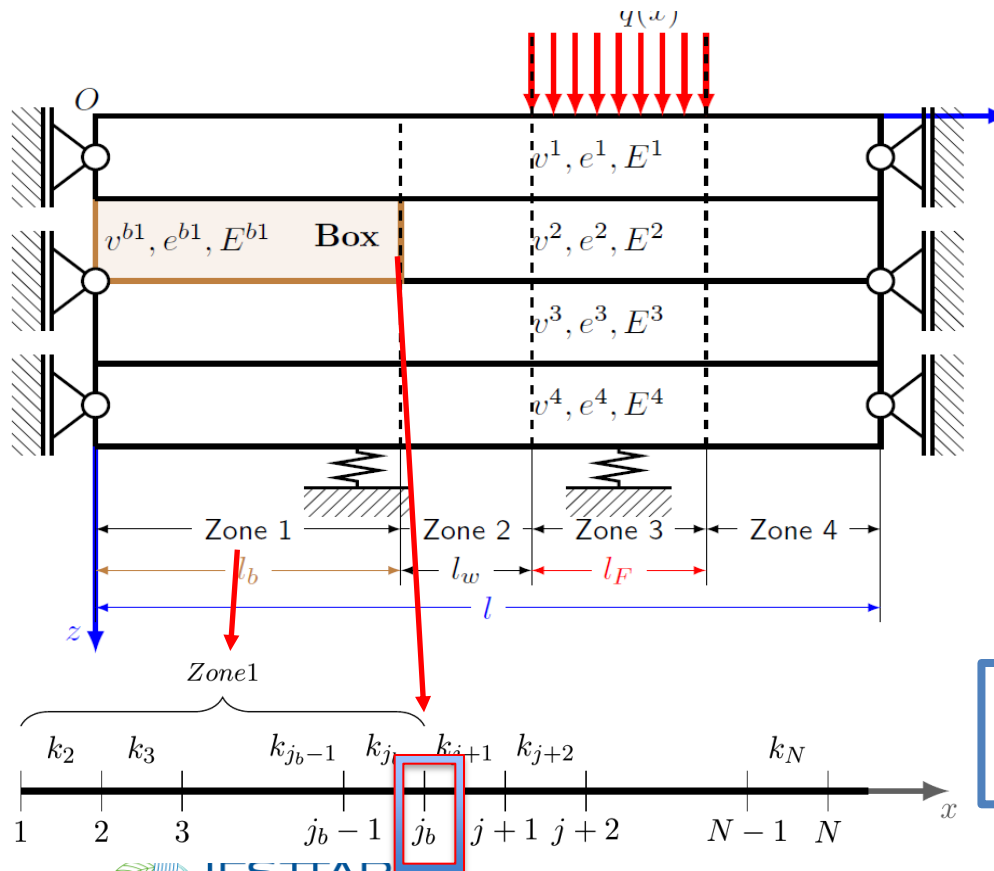 q(x)
O
v^1, e^1, E^1
v^{b1}, e^{b1}, E^{b1} Box v^2, e^2, E^2
v^3, e^3, E^3
v^4, e^4, E^4
Zone 1 Zone 2 Zone 3 Zone 4
l_b l_w l_F
l
z
Zone1
k_2 k_3 k_{j_b-1} k_{j_b} k_{j+1} k_{j+2} k_N
x
1 2 3 j_b − 1 j_b j + 1 j + 2 N − 1 N
IFSTTAR